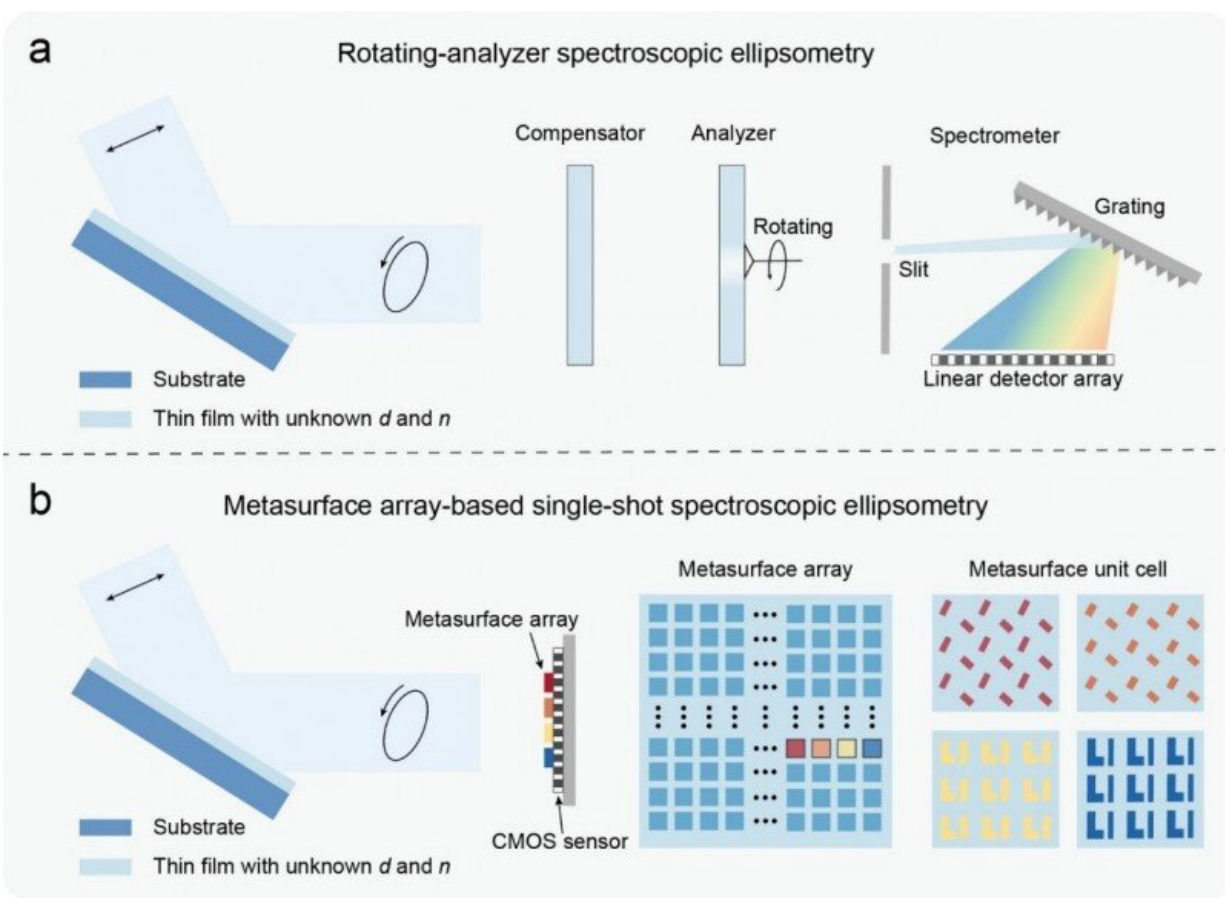 a
Rotating-analyzer spectroscopic ellipsometry
Compensator
Analyzer
Spectrometer
Rotating
Grating
Slit
Linear detector array
Substrate
Thin film with unknown d and n
b
Metasurface array-based single-shot spectroscopic ellipsometry
Metasurface array
Metasurface unit cell
Metasurface array
CMOS sensor
Substrate
Thin film with unknown d and n